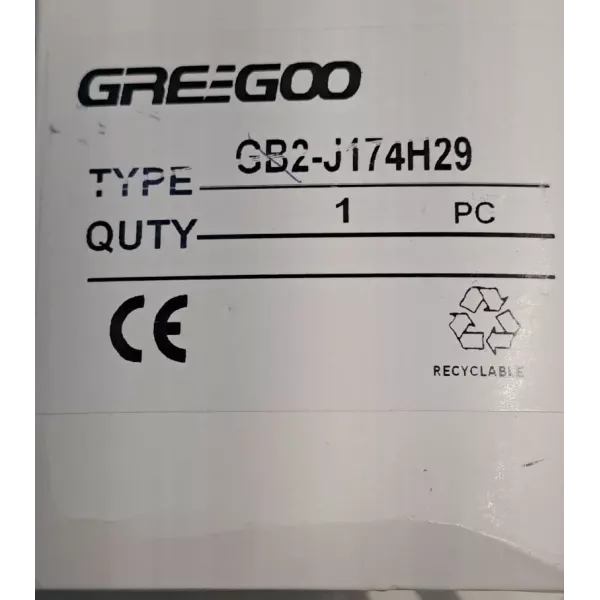 GREEGOO
TYPE GB2-J174H29
QUTY 1 PC
CE
RECYCLABLE